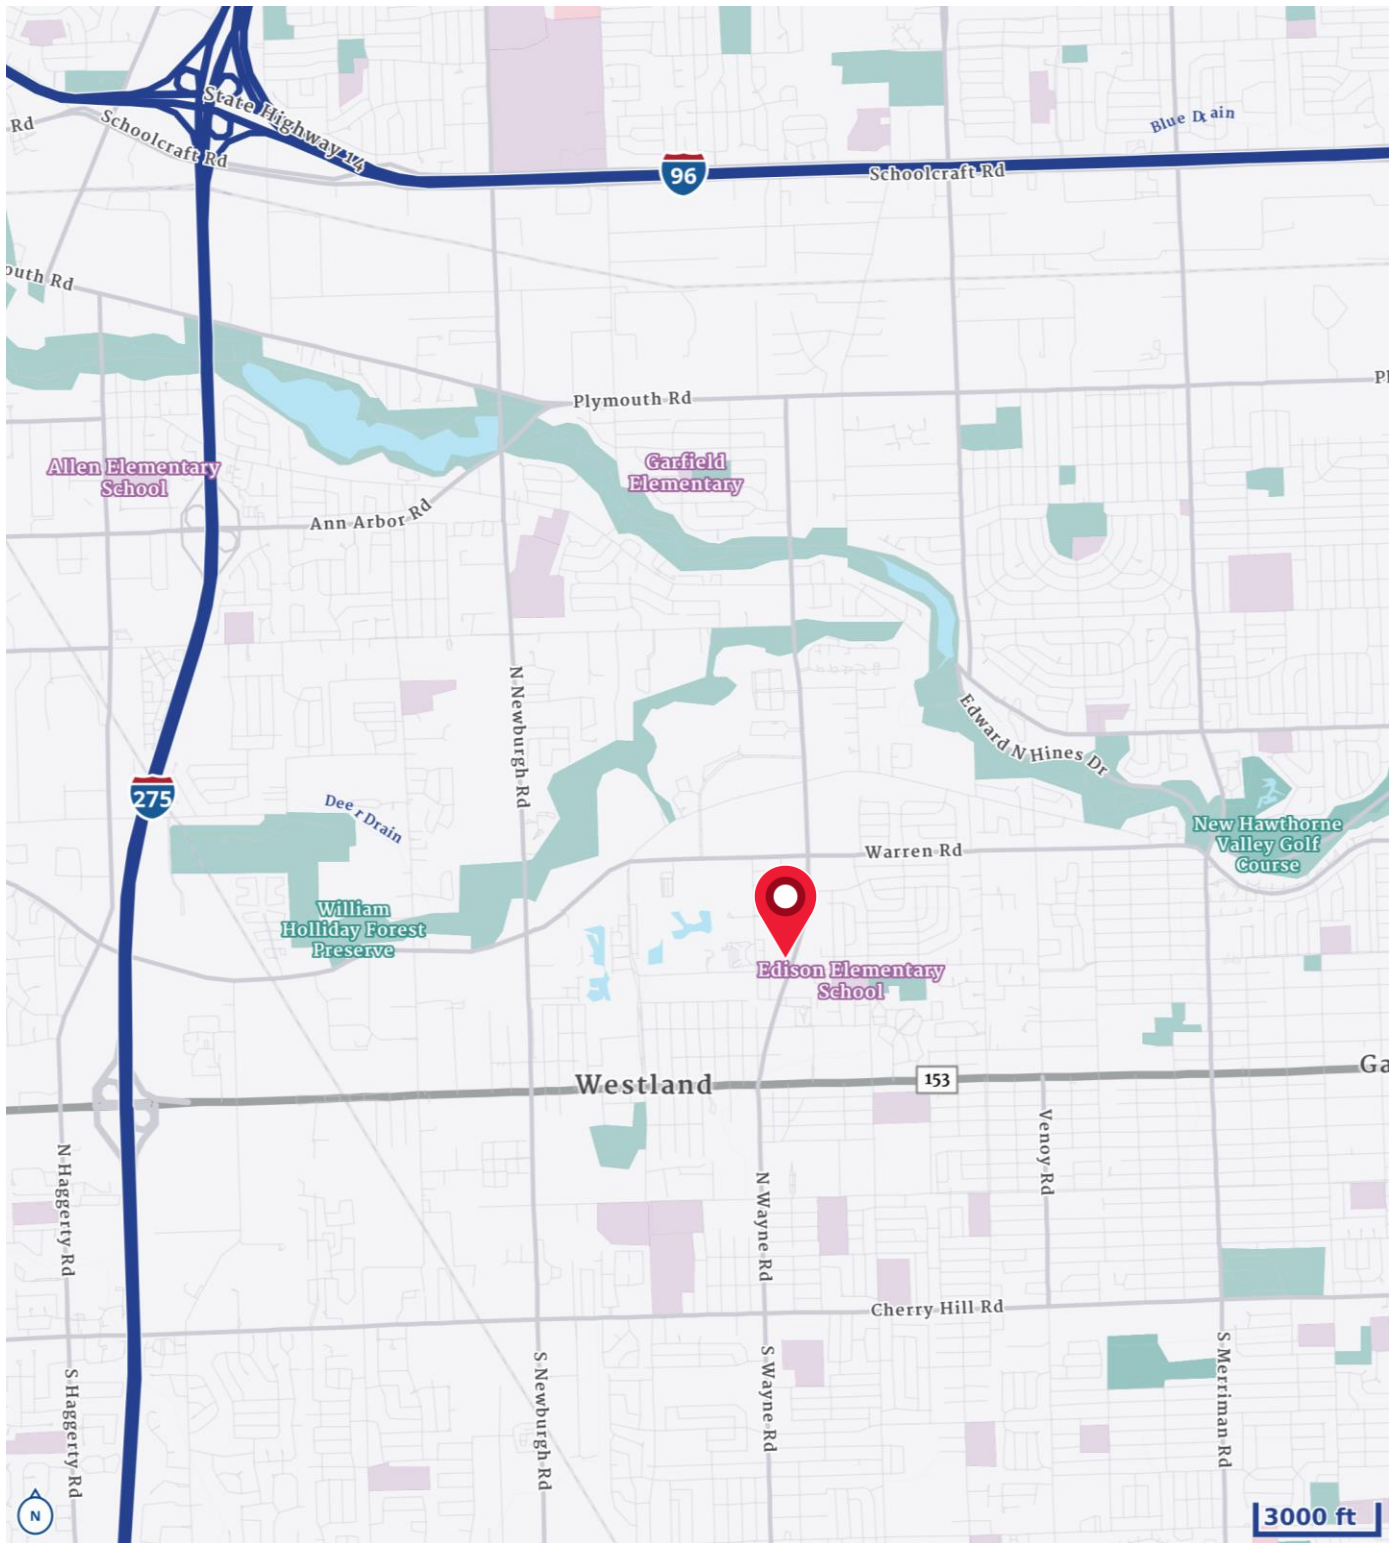 State Highway 14
Rd
Schoolcraft Rd
Blue Drain
96
Schoolcraft Rd
outh Rd
Pl
Plymouth Rd
Allen Elementary
School
Garfield
Elementary
Ann Arbor Rd
N Newburgh Rd
Edward N Hines Dr
275
Deer Drain
New Hawthorne
Valley Golf
Course
Warren Rd
William
Holliday Forest
Preserve
Edison Elementary
School
Westland
153
Ga
Venoy Rd
N Haggerty Rd
N Wayne Rd
Cherry Hill Rd
S Haggerty Rd
S Newburgh Rd
S Wayne Rd
S Merriman Rd
N
3000 ft